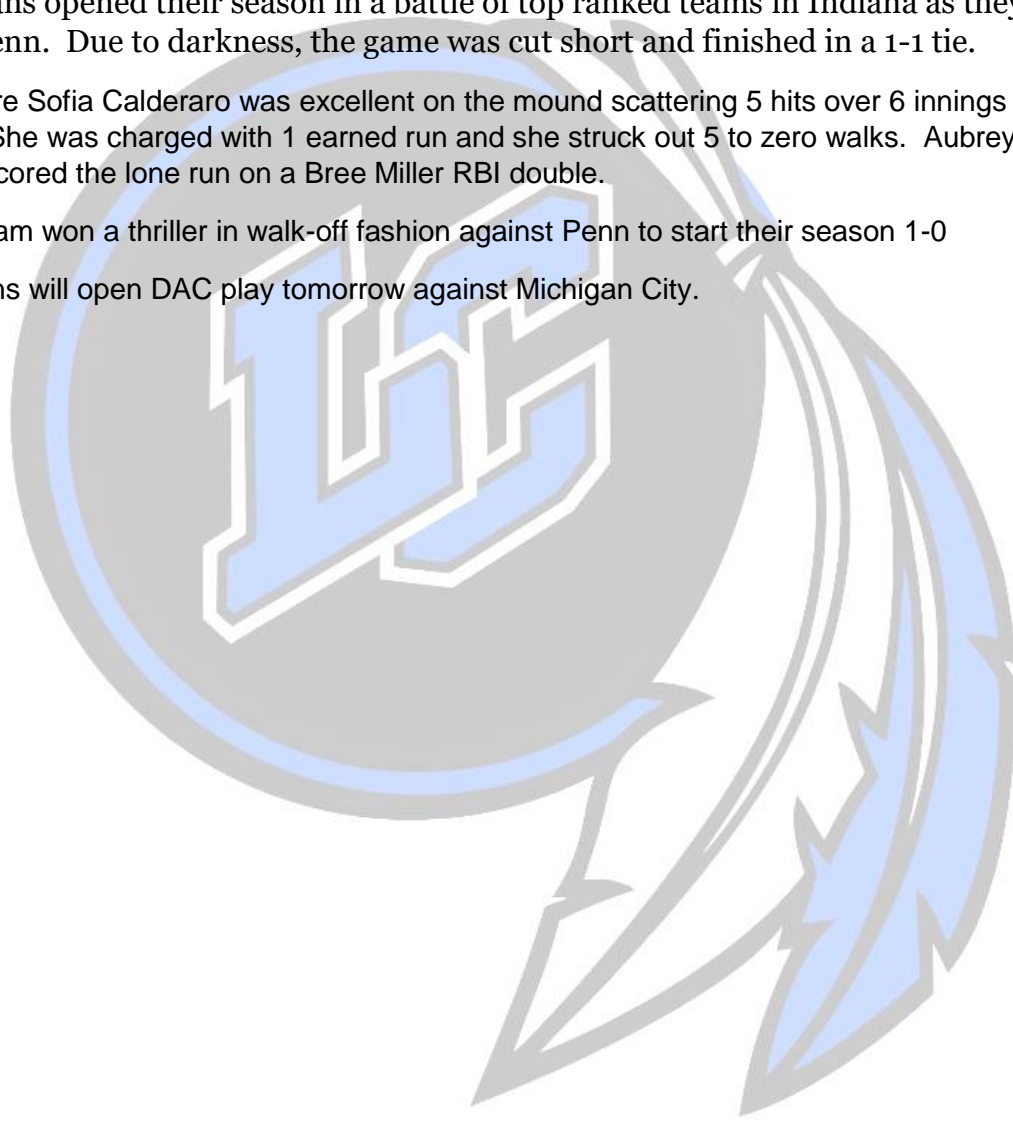 ans opened their season in a battle of top ranked teams in Indiana as they
enn. Due to darkness, the game was cut short and finished in a 1-1 tie.
re Sofia Calderaro was excellent on the mound scattering 5 hits over 6 innings
She was charged with 1 earned run and she struck out 5 to zero walks. Aubrey
cored the lone run on a Bree Miller RBI double.
am won a thriller in walk-off fashion against Penn to start their season 1-0
ns will open DAC play tomorrow against Michigan City.
LC